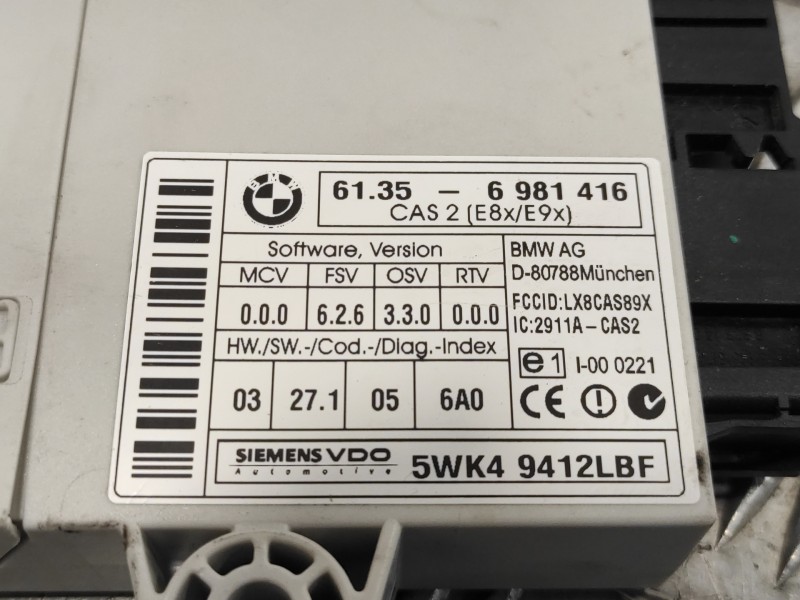 BMW
61.35 - 6 981 416
CAS 2 (E8x/E9x)
Software, Version
MCV FSV OSV RTV
0.0.0 6.2.6 3.3.0 0.0.0
HW./SW.-/Cod.-/Diag.-Index
03 27.1 05 6A0
BMW AG
D-80788München
FCCID:LX8CAS89X
IC:2911A-CAS2
e1 I-00 0221
CE
SIEMENS VDO
Automotive
5WK4 9412LBF